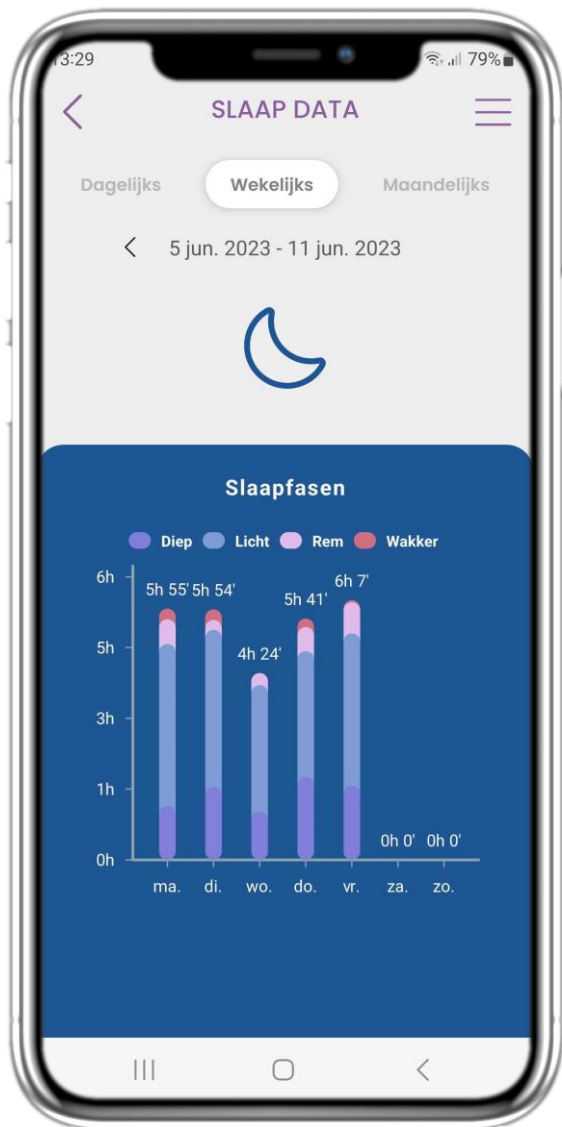 13:29 79%
SLAAP DATA
Dagelijks Wekelijks Maandelijks
5 jun. 2023 - 11 jun. 2023
Slaapfasen
Diep Licht Rem Wakker
6h
5h 55' 5h 54' 4h 24' 5h 41' 6h 7'
5h
3h
1h
0h 0' 0h 0'
0h
ma. di. wo. do. vr. za. zo.